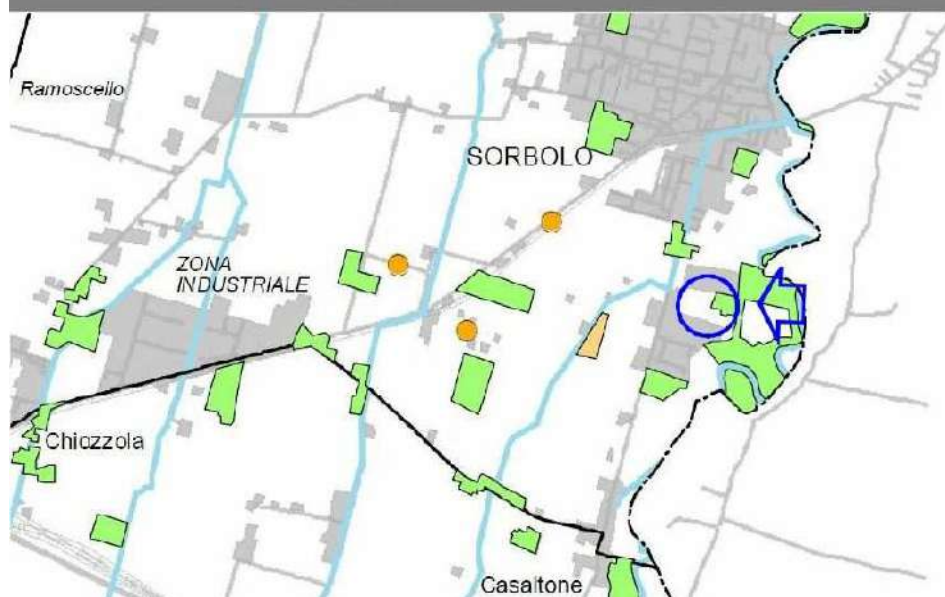 Ramoscello
SORBOLO
ZONA
INDUSTRIALE
Chiozzola
Casaltone